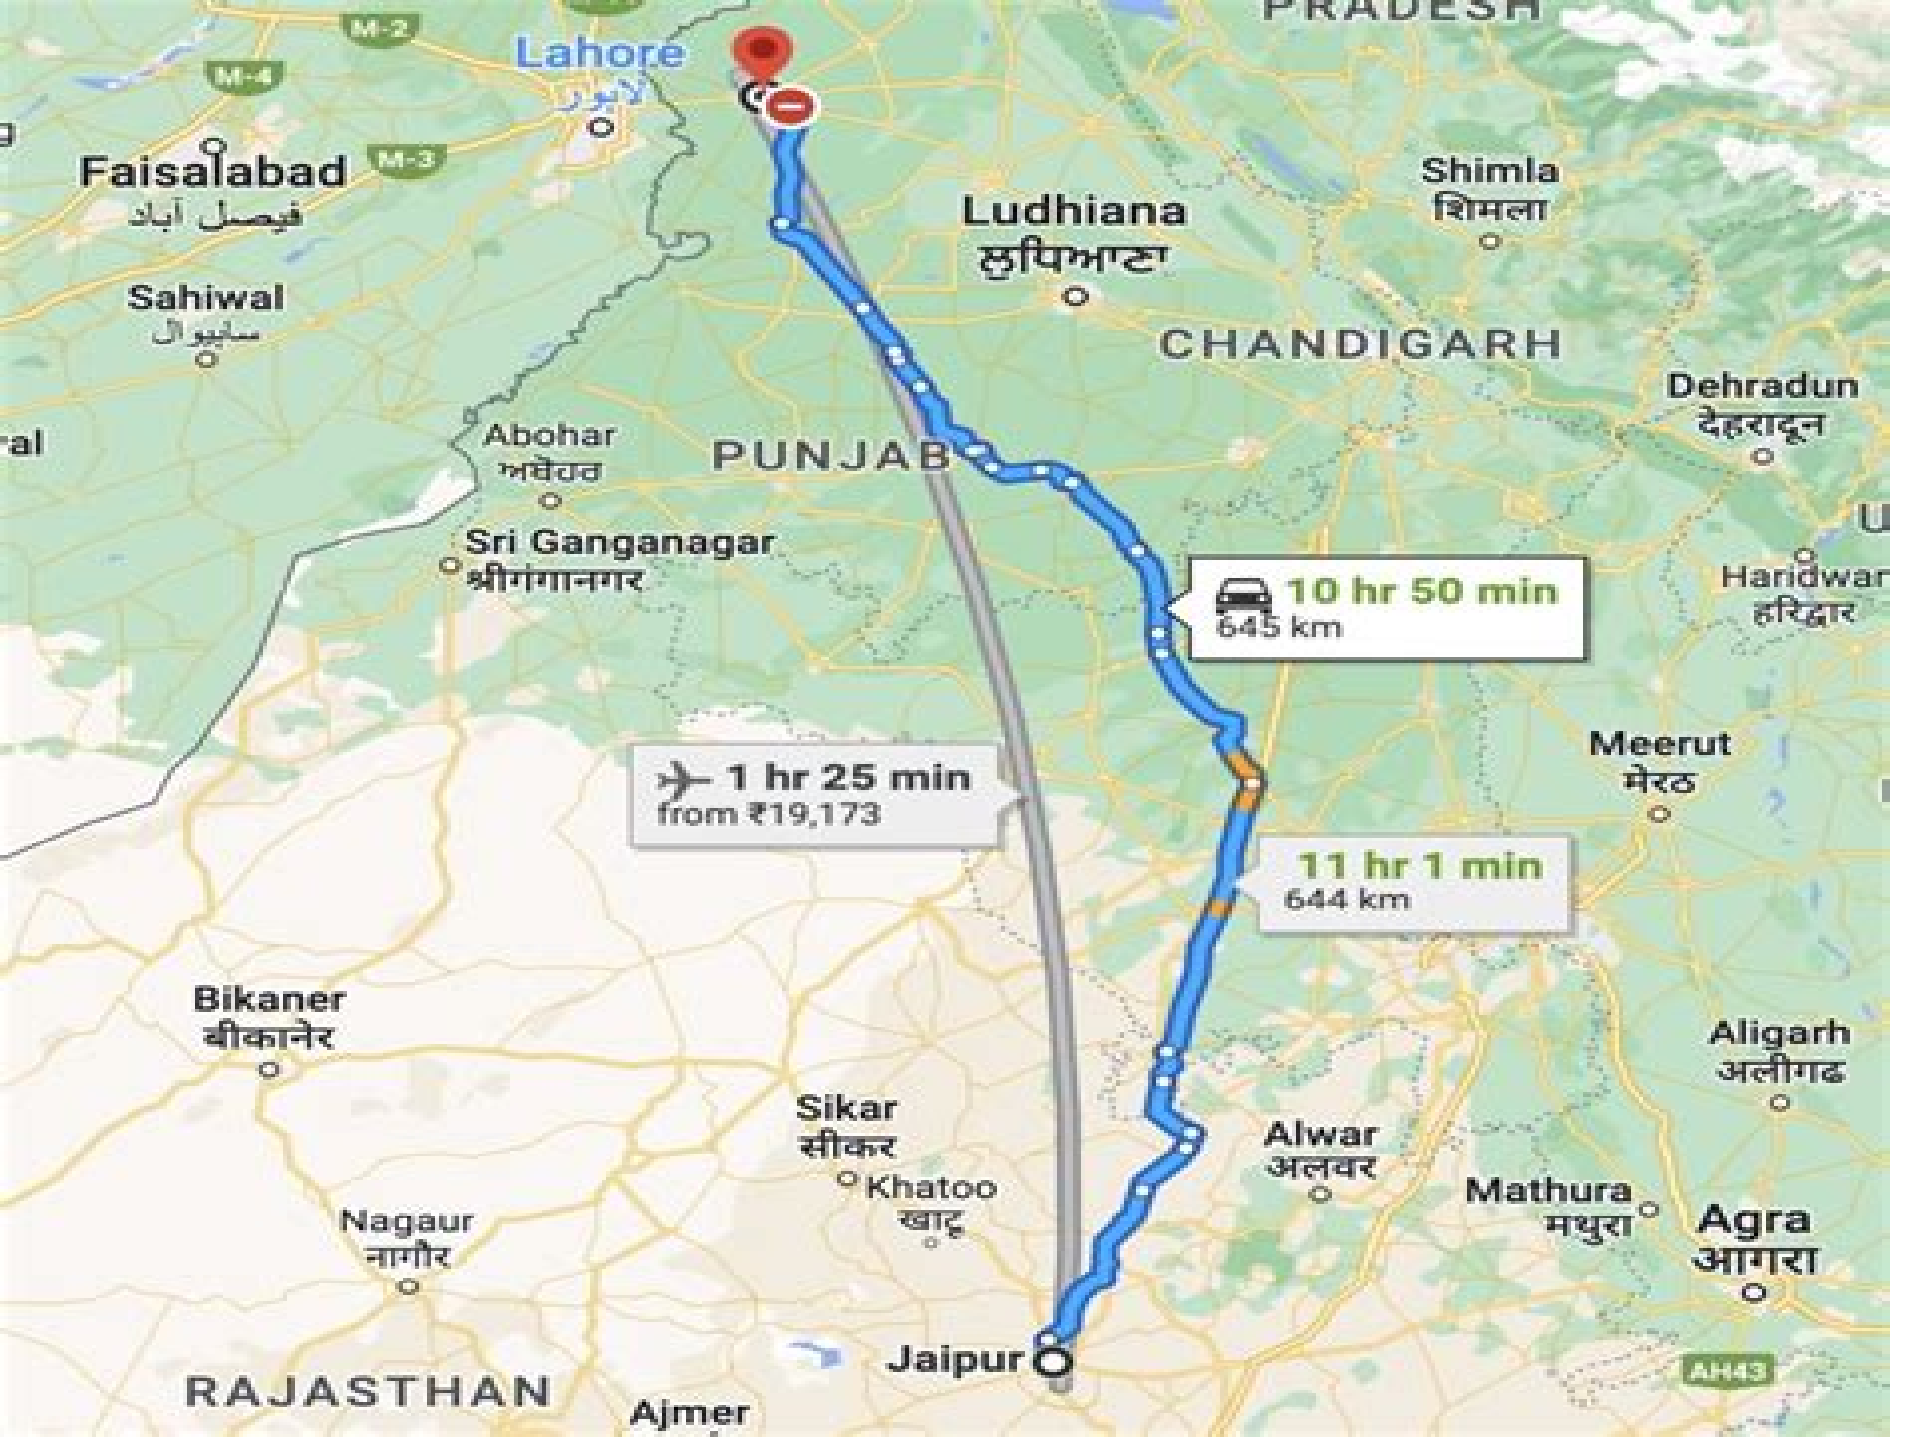 PRADESH
M-2
Lahore
لاہور
M-4
M-3
Faisalabad
فیصل آباد
Shimla
शिमला
Ludhiana
ਲੁਧਿਆਣਾ
Sahiwal
ساہیوال
CHANDIGARH
Dehradun
देहरादून
al
Abohar
ਅਬੋਹਰ
PUNJAB
U
Sri Ganganagar
श्रीगंगानगर
Haridwar
हरिद्वार
10 hr 50 min
645 km
Meerut
मेरठ
1 hr 25 min
from ₹19,173
11 hr 1 min
644 km
Bikaner
बीकानेर
Aligarh
अलीगढ
Sikar
सीकर
Alwar
अलवर
Khatoo
खाटू
Mathura
मथुरा
Agra
आगरा
Nagaur
नागौर
Jaipur
AH43
RAJASTHAN
Ajmer